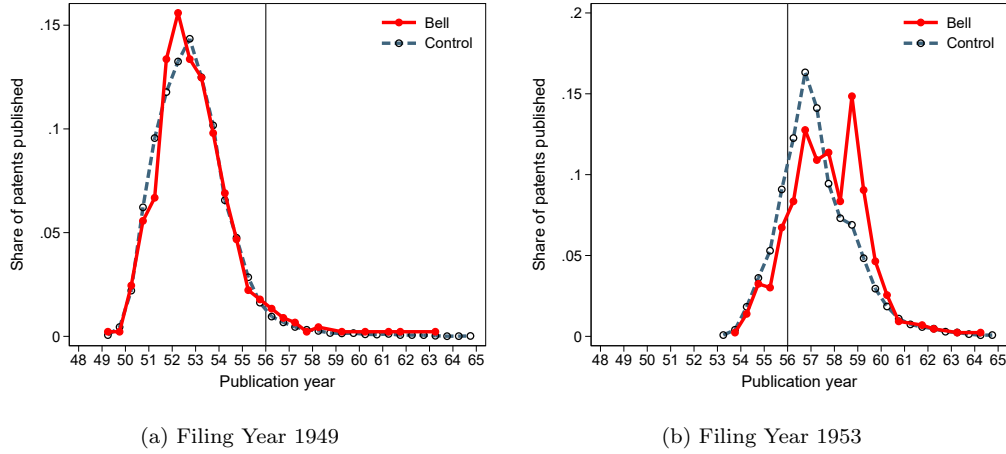 .15
.1
.05
0
Share of patents published
Bell
Control
48 49 50 51 52 53 54 55 56 57 58 59 60 61 62 63 64 65
Publication year
(a) Filing Year 1949
.2
.15
.1
.05
0
Share of patents published
Bell
Control
48 49 50 51 52 53 54 55 56 57 58 59 60 61 62 63 64 65
Publication year
(b) Filing Year 1953